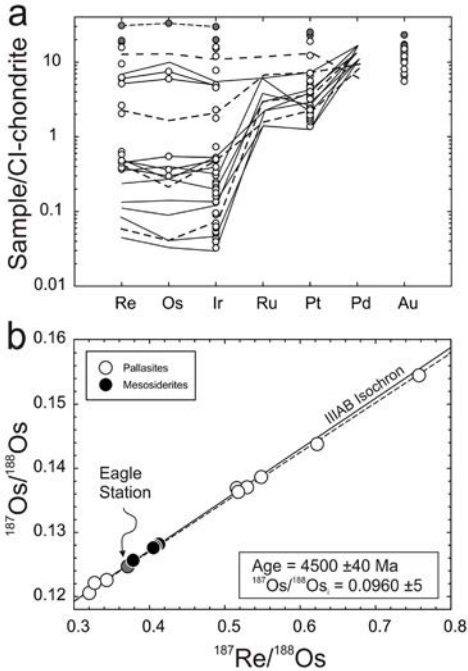 a
Sample/CI-chondrite
10
1
0.1
0.01
Re Os Ir Ru Pt Pd Au
b
187Os/188Os
0.16
0.15
0.14
0.13
0.12
Pallasites
Mesosiderites
IIIAB Isochron
Eagle
Station
Age = 4500 ±40 Ma
187Os/188Osi = 0.0960 ±5
0.3 0.4 0.5 0.6 0.7 0.8
187Re/188Os